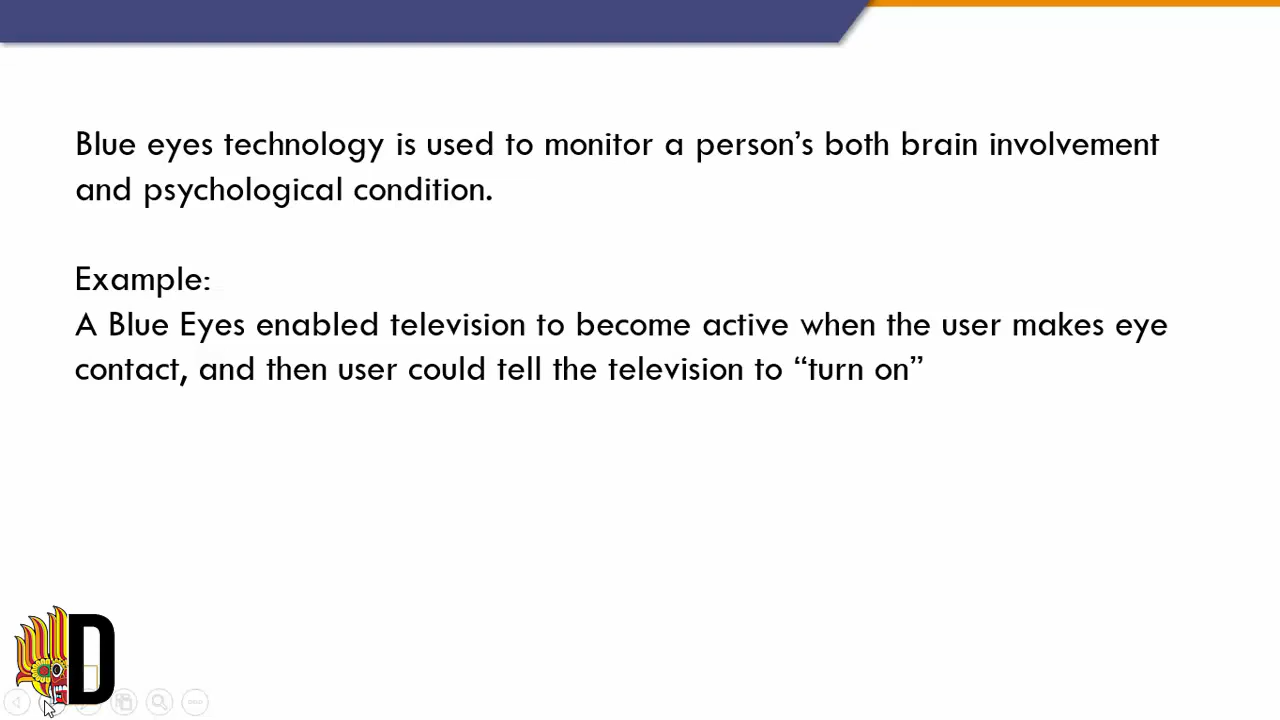 Blue eyes technology is used to monitor a person’s both brain involvement
and psychological condition.
Example:
A Blue Eyes enabled television to become active when the user makes eye
contact, and then user could tell the television to “turn on”
D